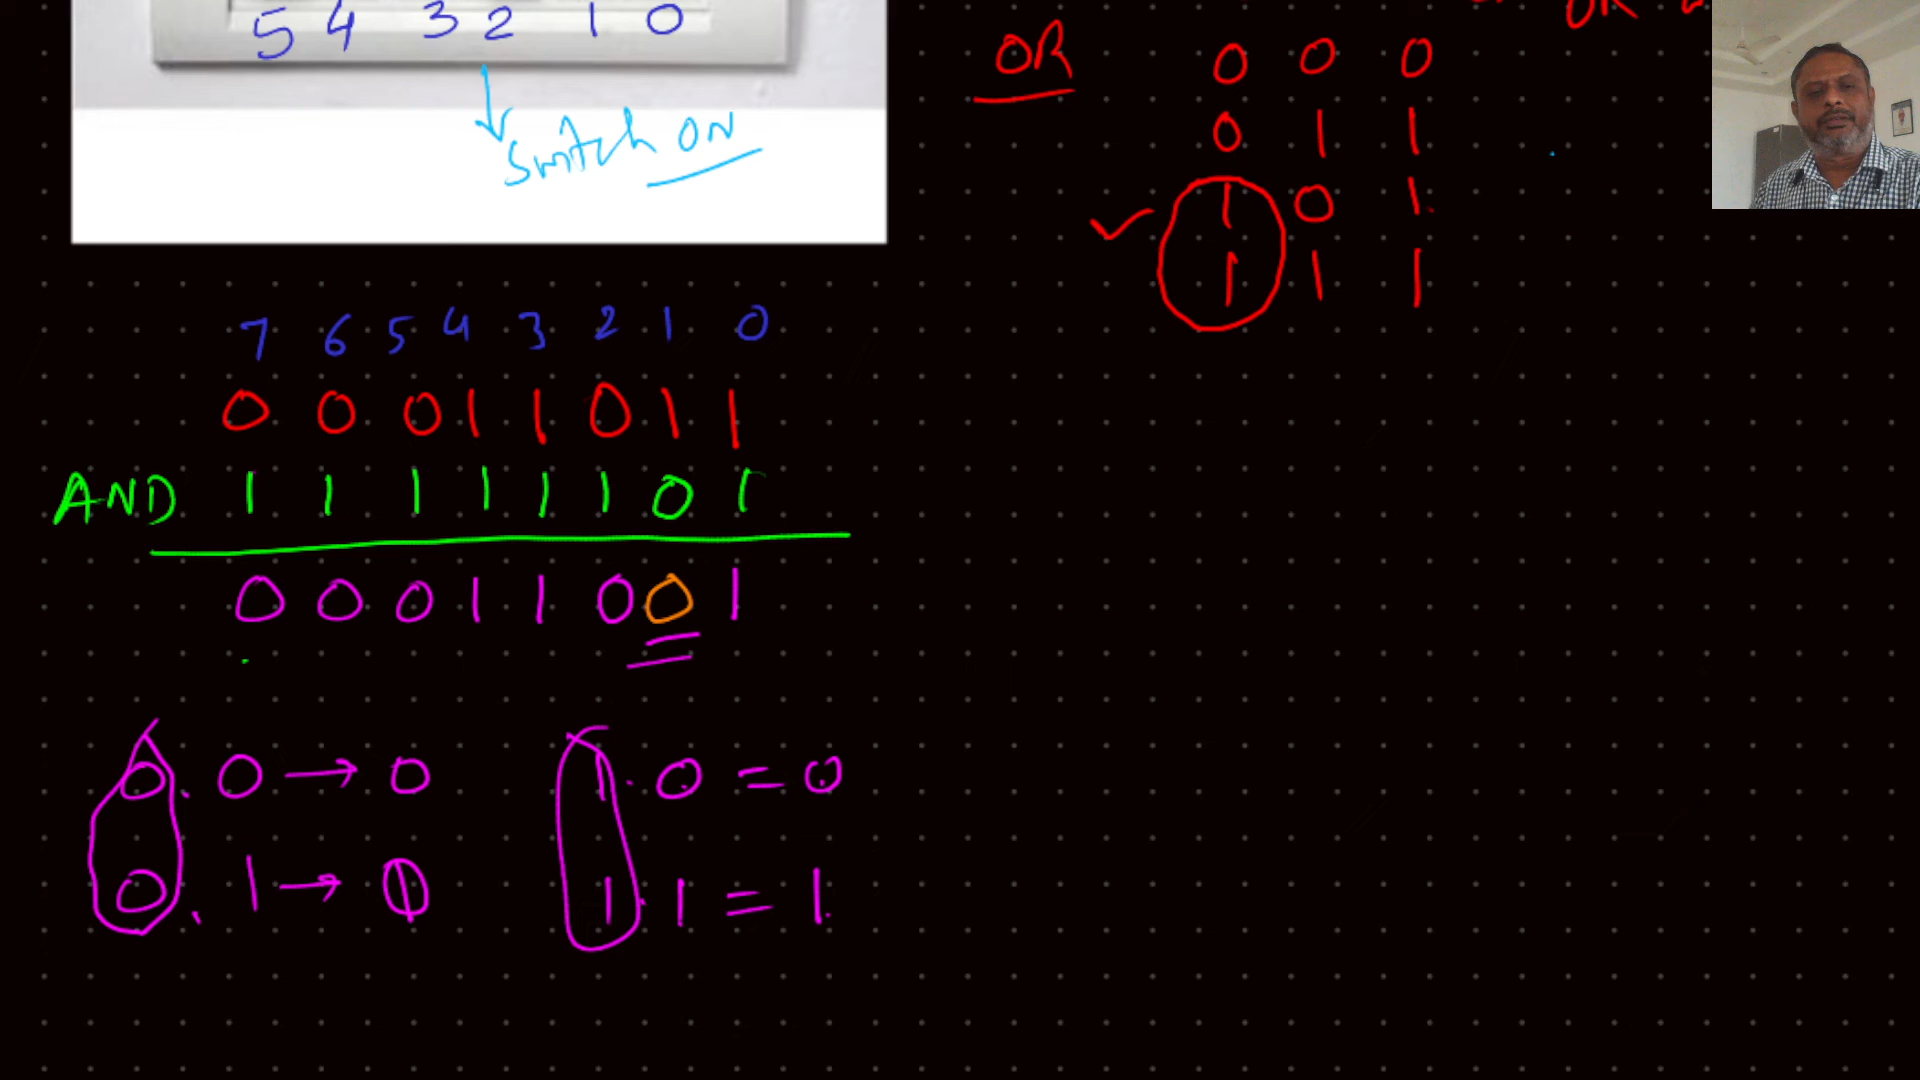 5 4 3 2 1 0
Switch ON
7 6 5 4 3 2 1 0
0 0 0 1 1 0 1 1
AND 1 1 1 1 1 1 0 1
0 0 0 1 1 0 0 1
0 . 0 → 0
0 . 1 → 0
1 . 0 = 0
1 . 1 = 1
OR
OR 0 0 0
0 1 1
✓ 1 0 1
1 1 1